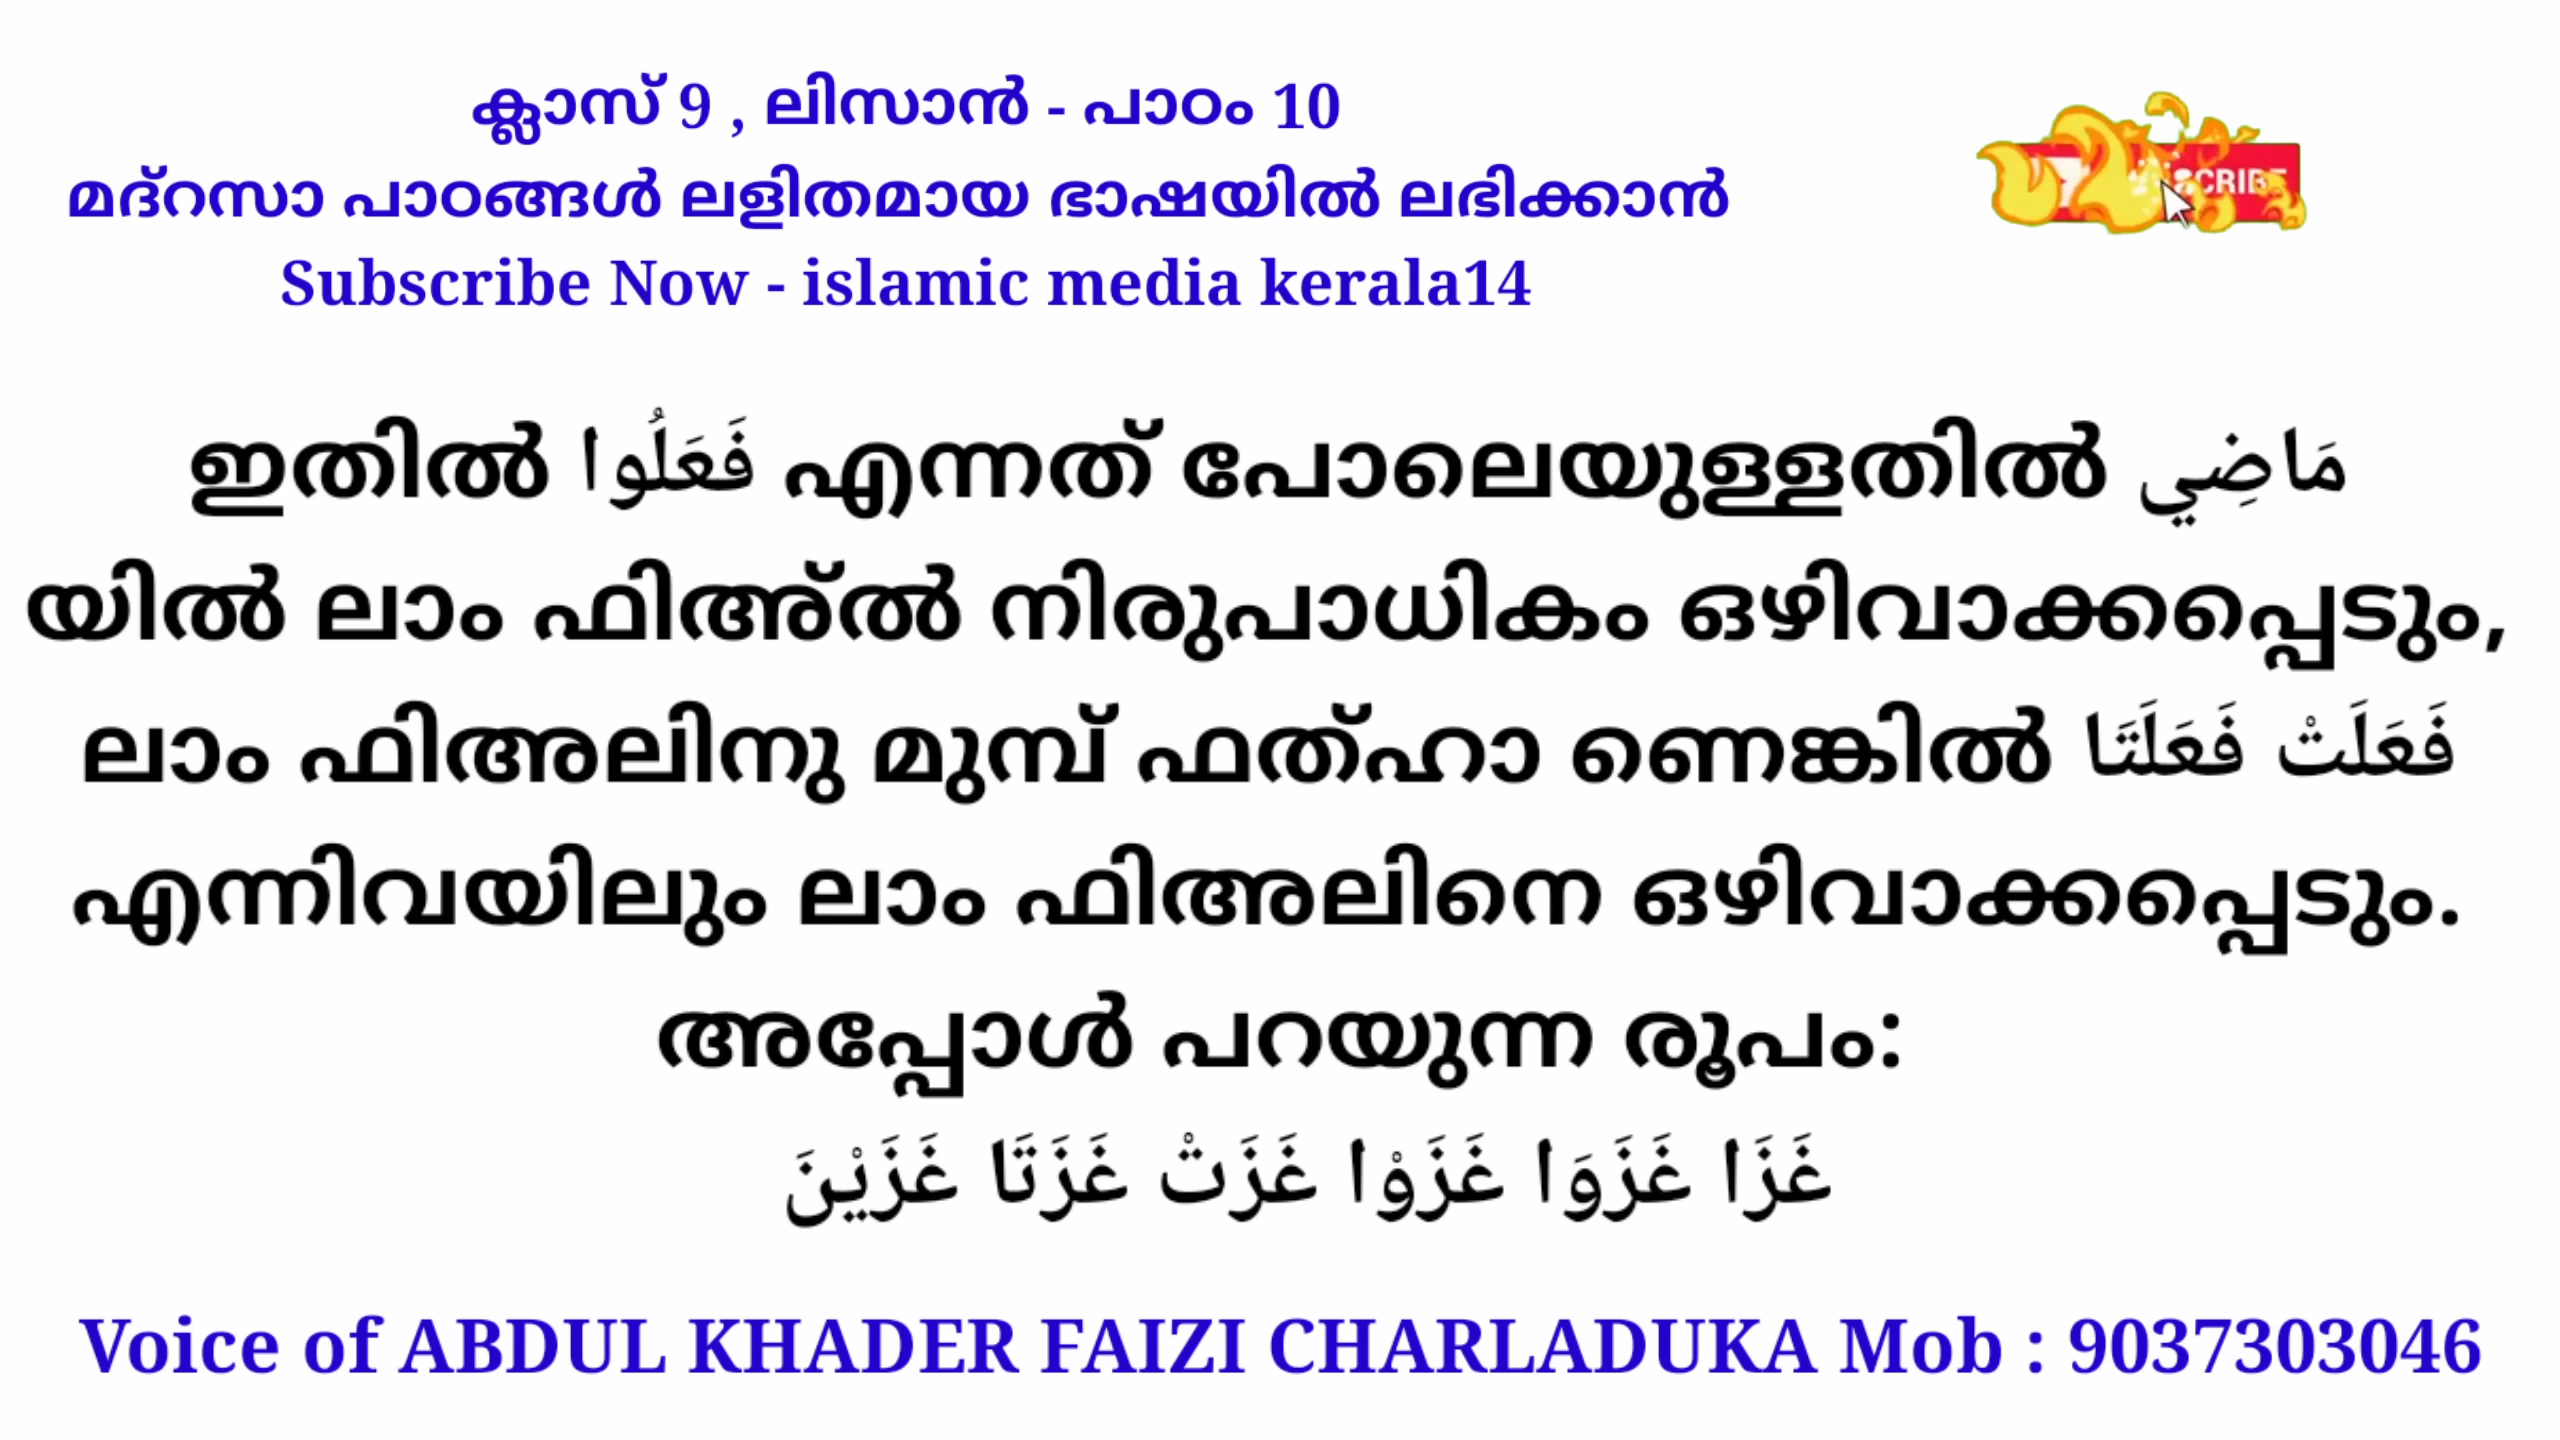 ക്ലാസ് 9 , ലിസാൻ - പാഠം 10
മദ്റസാ പാഠങ്ങൾ ലളിതമായ ഭാഷയിൽ ലഭിക്കാൻ
Subscribe Now - islamic media kerala14
ഇതിൽ فَعَلُوا എന്നത് പോലെയുള്ളതിൽ مَاضِي
യിൽ ലാം ഫിഅ്ൽ നിരുപാധികം ഒഴിവാക്കപ്പെടും,
ലാം ഫിഅലിനു മുമ്പ് ഫത്ഹാ ണെങ്കിൽ فَعَلَتْ فَعَلَتَا
എന്നിവയിലും ലാം ഫിഅലിനെ ഒഴിവാക്കപ്പെടും.
അപ്പോൾ പറയുന്ന രൂപം:
غَزَا غَزَوَا غَزَوْا غَزَتْ غَزَتَا غَزَيْنَ
Voice of ABDUL KHADER FAIZI CHARLADUKA Mob : 9037303046